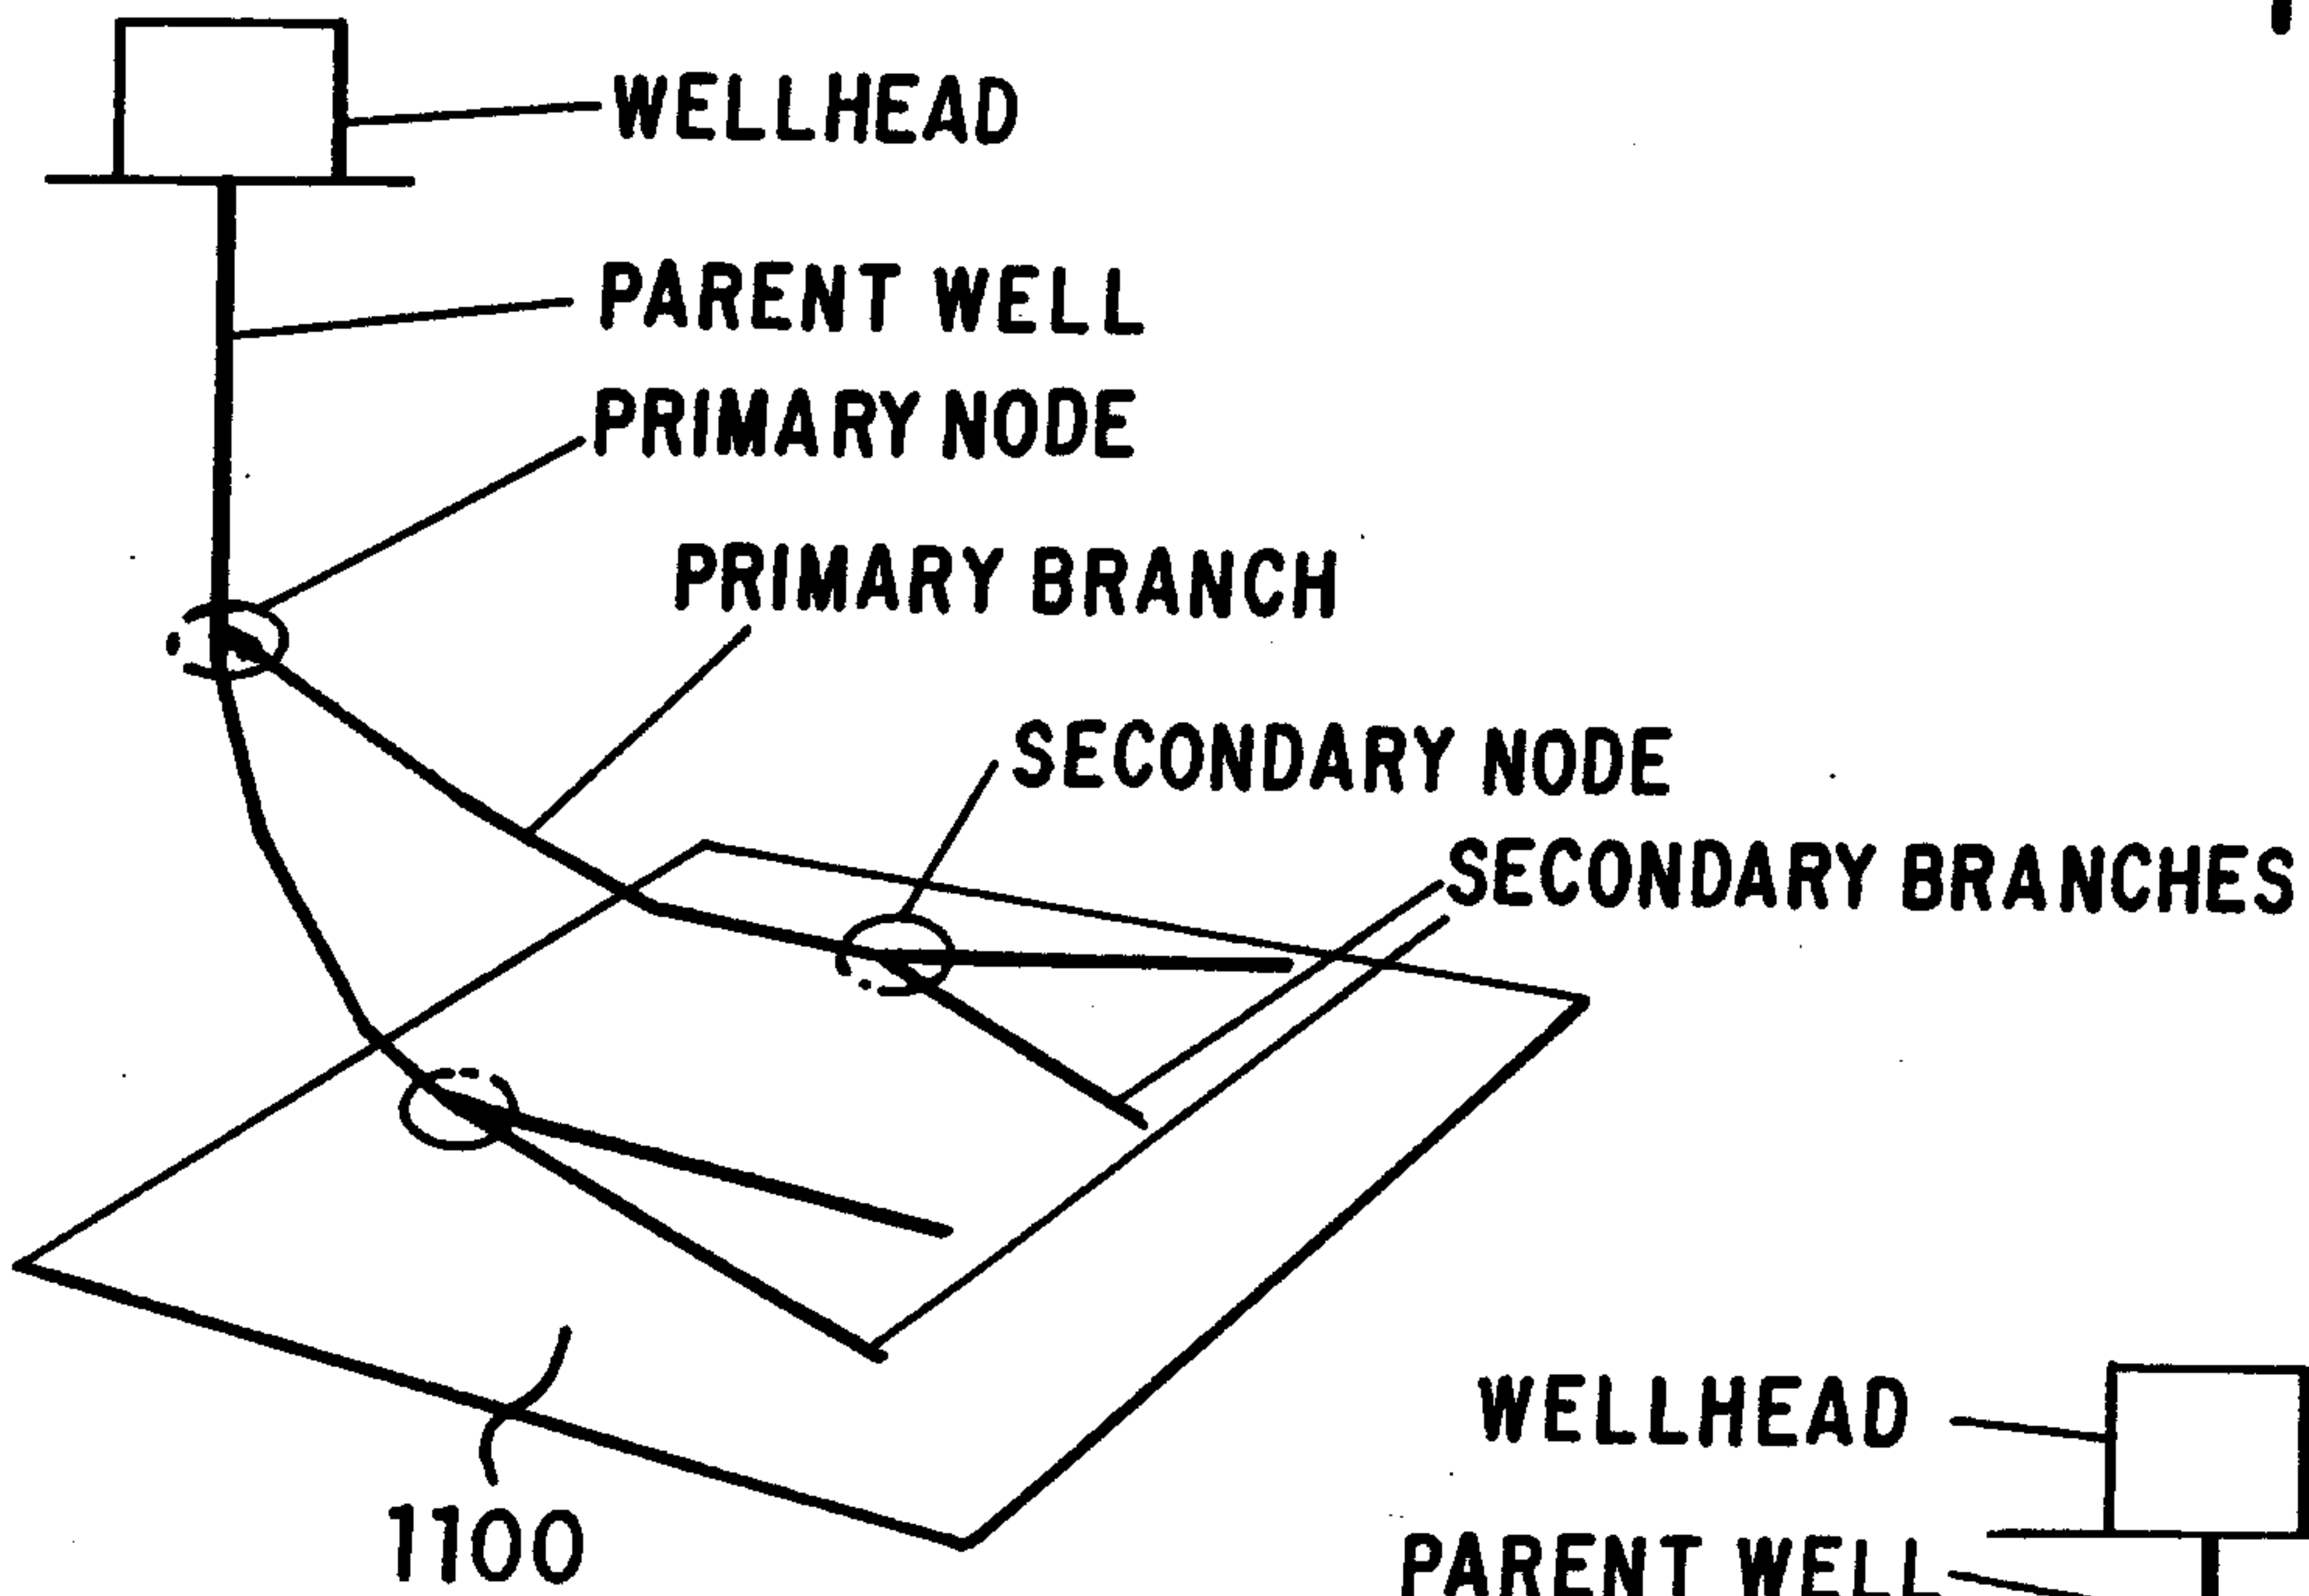 WELLHEAD
PARENT WELL
PRIMARY NODE
PRIMARY BRANCH
SECONDARY NODE
SECONDARY BRANCHES
1100
WELLHEAD
PARENT WELL